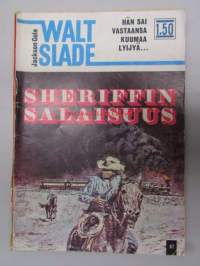 Jackson Cole
WALT
SLADE
HÄN SAI
VASTAANSA
KUUMAA
LYIJYÄ...
1.50
SHERIFFIN
SALAISUUS